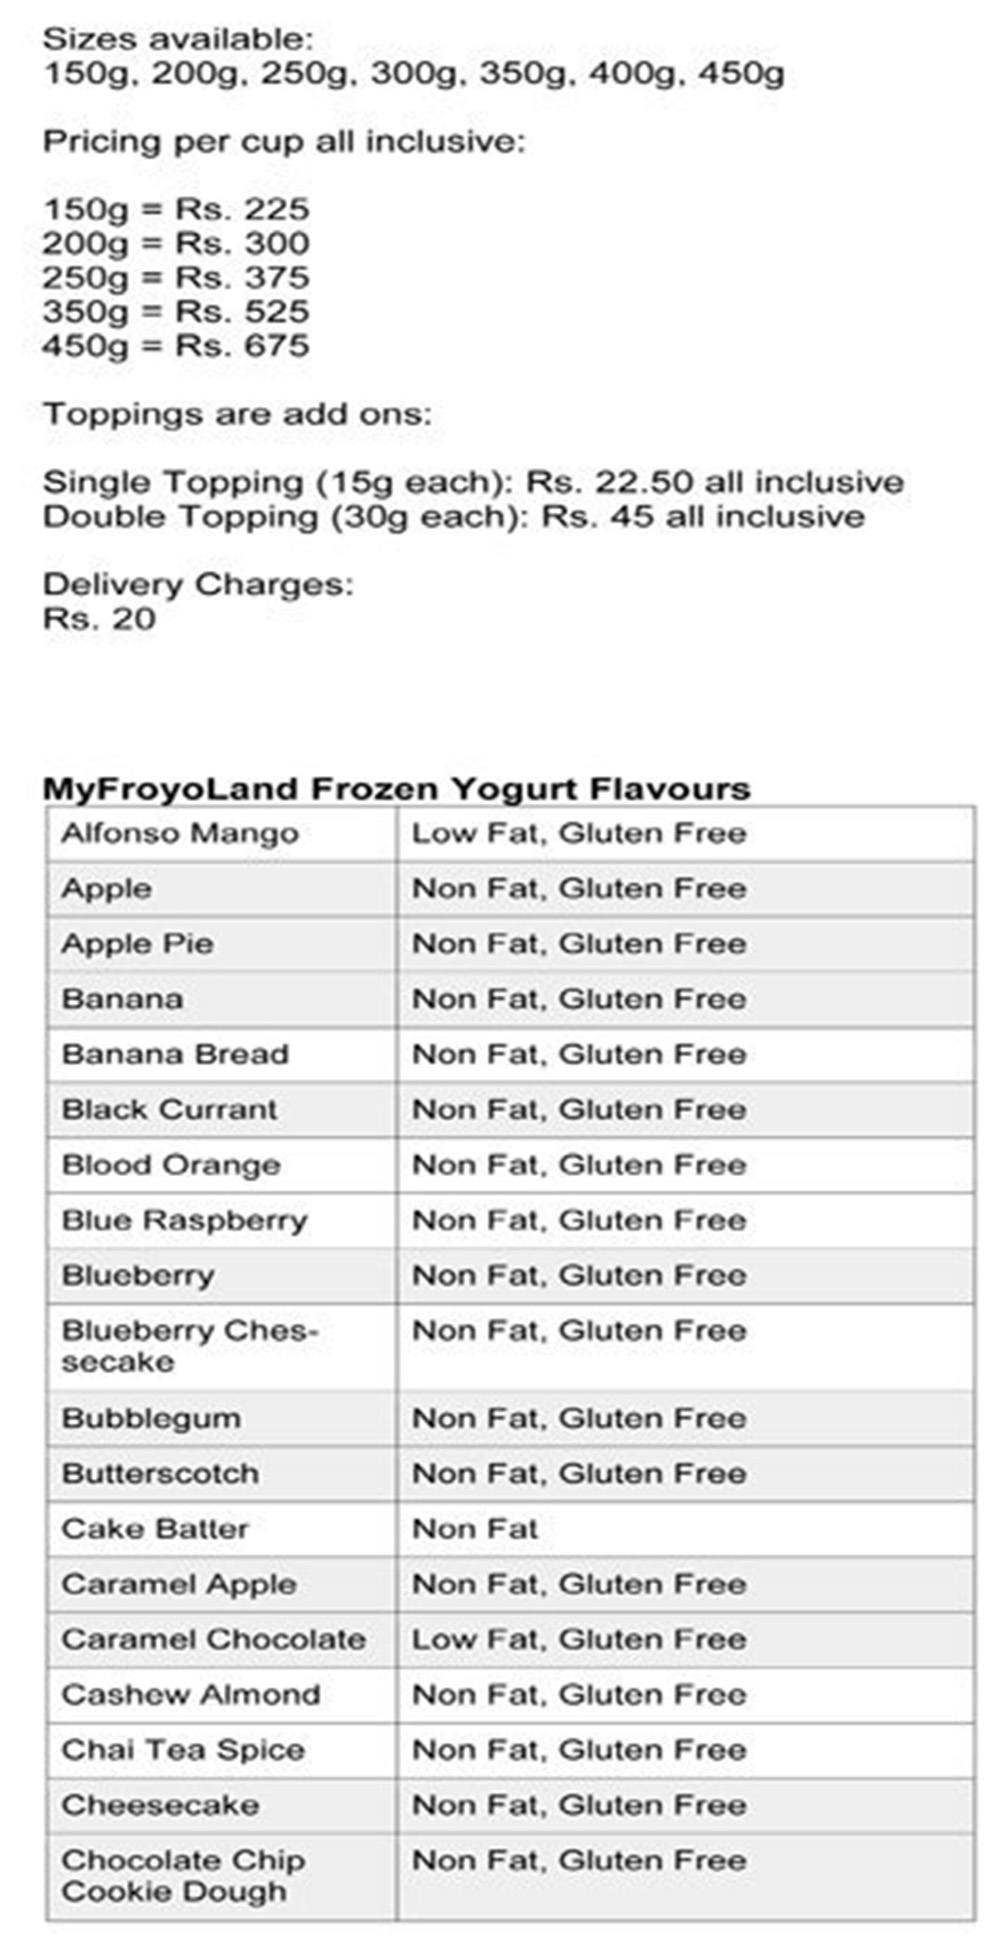 Sizes available:
150g, 200g, 250g, 300g, 350g, 400g, 450g
Pricing per cup all inclusive:
150g = Rs. 225
200g = Rs. 300
250g = Rs. 375
350g = Rs. 525
450g = Rs. 675
Toppings are add ons:
Single Topping (15g each): Rs. 22.50 all inclusive
Double Topping (30g each): Rs. 45 all inclusive
Delivery Charges:
Rs. 20
MyFroyoLand Frozen Yogurt Flavours
Alfonso Mango Low Fat, Gluten Free
Apple Non Fat, Gluten Free
Apple Pie Non Fat, Gluten Free
Banana Non Fat, Gluten Free
Banana Bread Non Fat, Gluten Free
Black Currant Non Fat, Gluten Free
Blood Orange Non Fat, Gluten Free
Blue Raspberry Non Fat, Gluten Free
Blueberry Non Fat, Gluten Free
Blueberry Ches- Non Fat, Gluten Free
secake
Bubblegum Non Fat, Gluten Free
Butterscotch Non Fat, Gluten Free
Cake Batter Non Fat
Caramel Apple Non Fat, Gluten Free
Caramel Chocolate Low Fat, Gluten Free
Cashew Almond Non Fat, Gluten Free
Chai Tea Spice Non Fat, Gluten Free
Cheesecake Non Fat, Gluten Free
Chocolate Chip Non Fat, Gluten Free
Cookie Dough